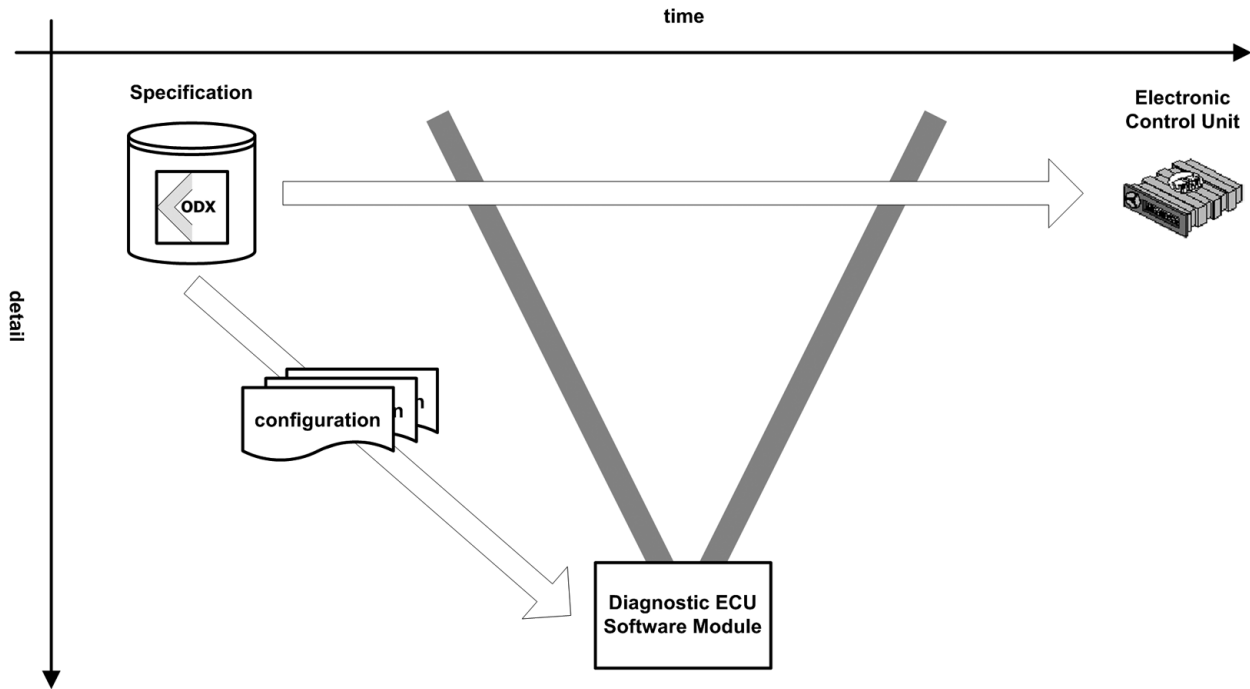 time
Specification
Electronic
Control Unit
ODX
detail
configuration
n
n
Diagnostic ECU
Software Module